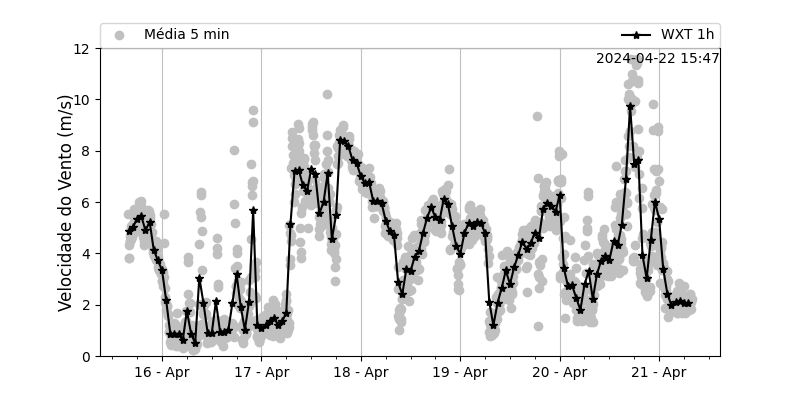 Média 5 min
WXT 1h
2024-04-22 15:47
Velocidade do Vento (m/s)
12
10
8
6
4
2
0
16 - Apr
17 - Apr
18 - Apr
19 - Apr
20 - Apr
21 - Apr